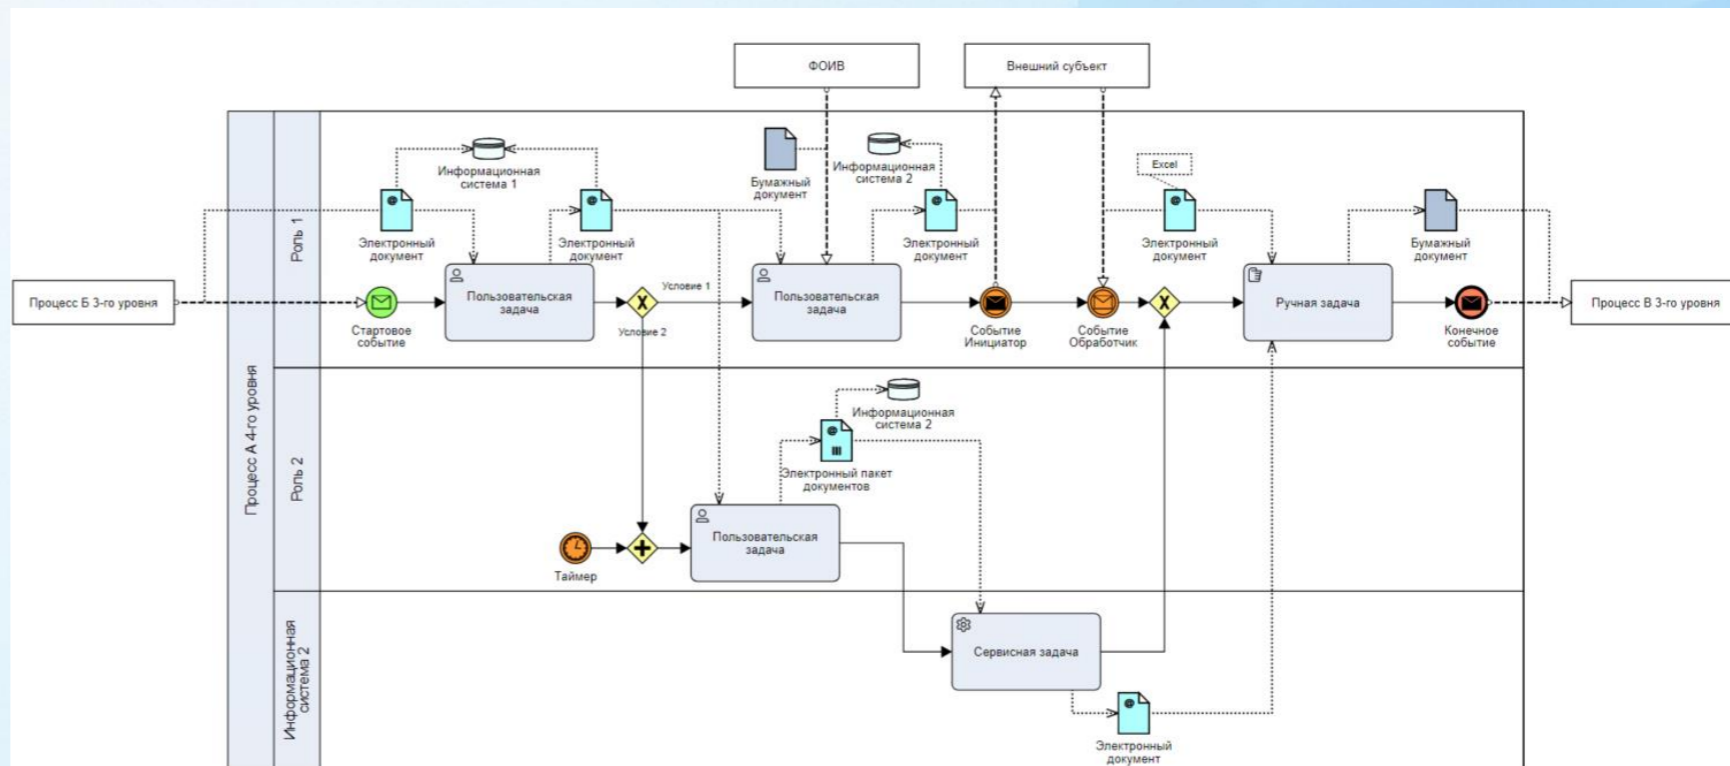 ФОИВ
Внешний субъект
Процесс А 4-го уровня
Роль 1
Информационная
система 1
Бумажный
документ
Информационная
система 2
Excel
Электронный
документ
Электронный
документ
Электронный
документ
Электронный
документ
Бумажный
документ
Процесс Б 3-го уровня
Стартовое
событие
Пользовательская
задача
Условие 1
Условие 2
Пользовательская
задача
Событие
Инициатор
Событие
Обработчик
Ручная задача
Конечное
событие
Процесс В 3-го уровня
Роль 2
Информационная
система 2
Электронный пакет
документов
Таймер
Пользовательская
задача
Информационная
система 2
Сервисная задача
Электронный
документ